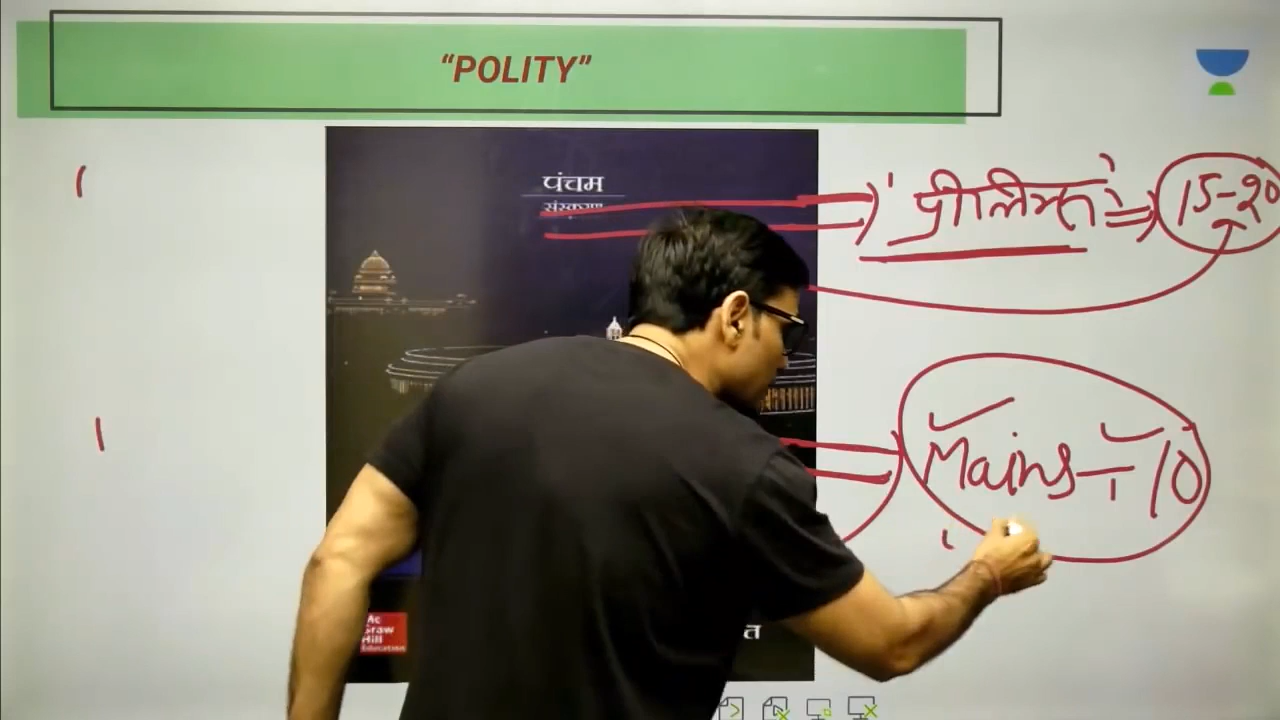 “POLITY”
पंचम
संस्करण
प्रीलिम्स
15-20
Mains - 10
Mc
Graw
Hill
Education
त